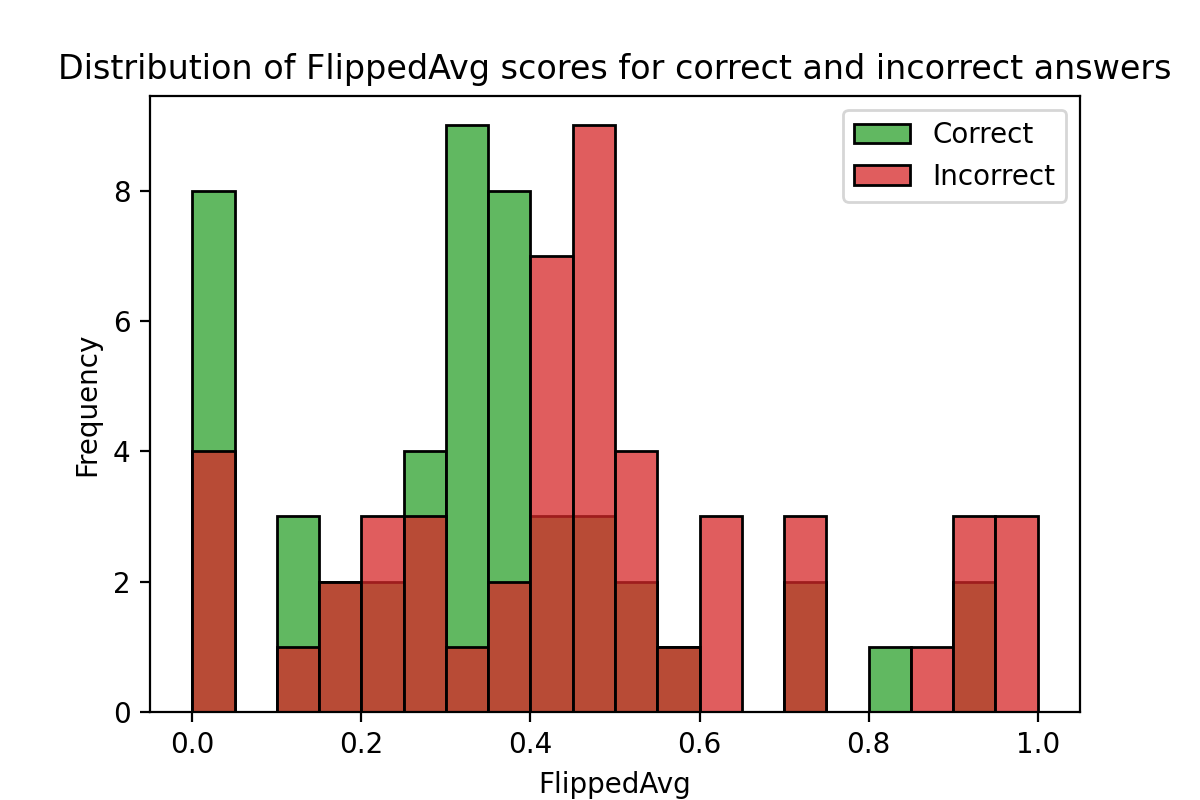 Distribution of FlippedAvg scores for correct and incorrect answers
Correct
Incorrect
8
6
4
2
0
Frequency
0.0 0.2 0.4 0.6 0.8 1.0
FlippedAvg